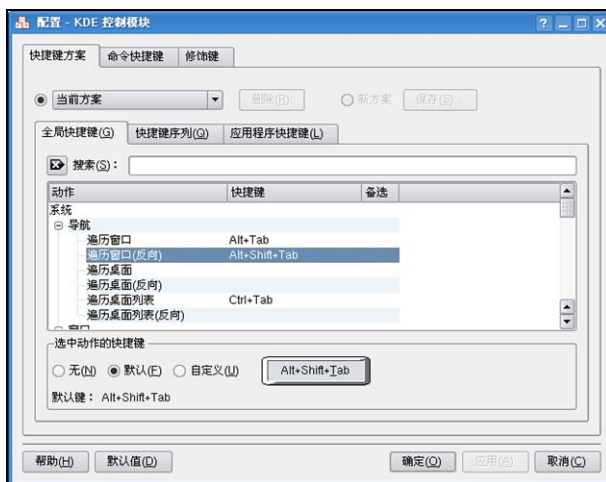 配置 - KDE 控制模块
快捷键方案 命令快捷键 修饰键
当前方案 删除(R) 新方案 保存(S)...
全局快捷键(G) 快捷键序列(Q) 应用程序快捷键(L)
搜索(S):
动作 快捷键 备选
系统
导航
遍历窗口 Alt+Tab
遍历窗口(反向) Alt+Shift+Tab
遍历桌面
遍历桌面(反向)
遍历桌面列表 Ctrl+Tab
遍历桌面列表(反向)
窗口
选中动作的快捷键
无(N) 默认(F) 自定义(U) Alt+Shift+Tab
默认键: Alt+Shift+Tab
帮助(H) 默认值(D) 确定(O) 应用(A) 取消(C)